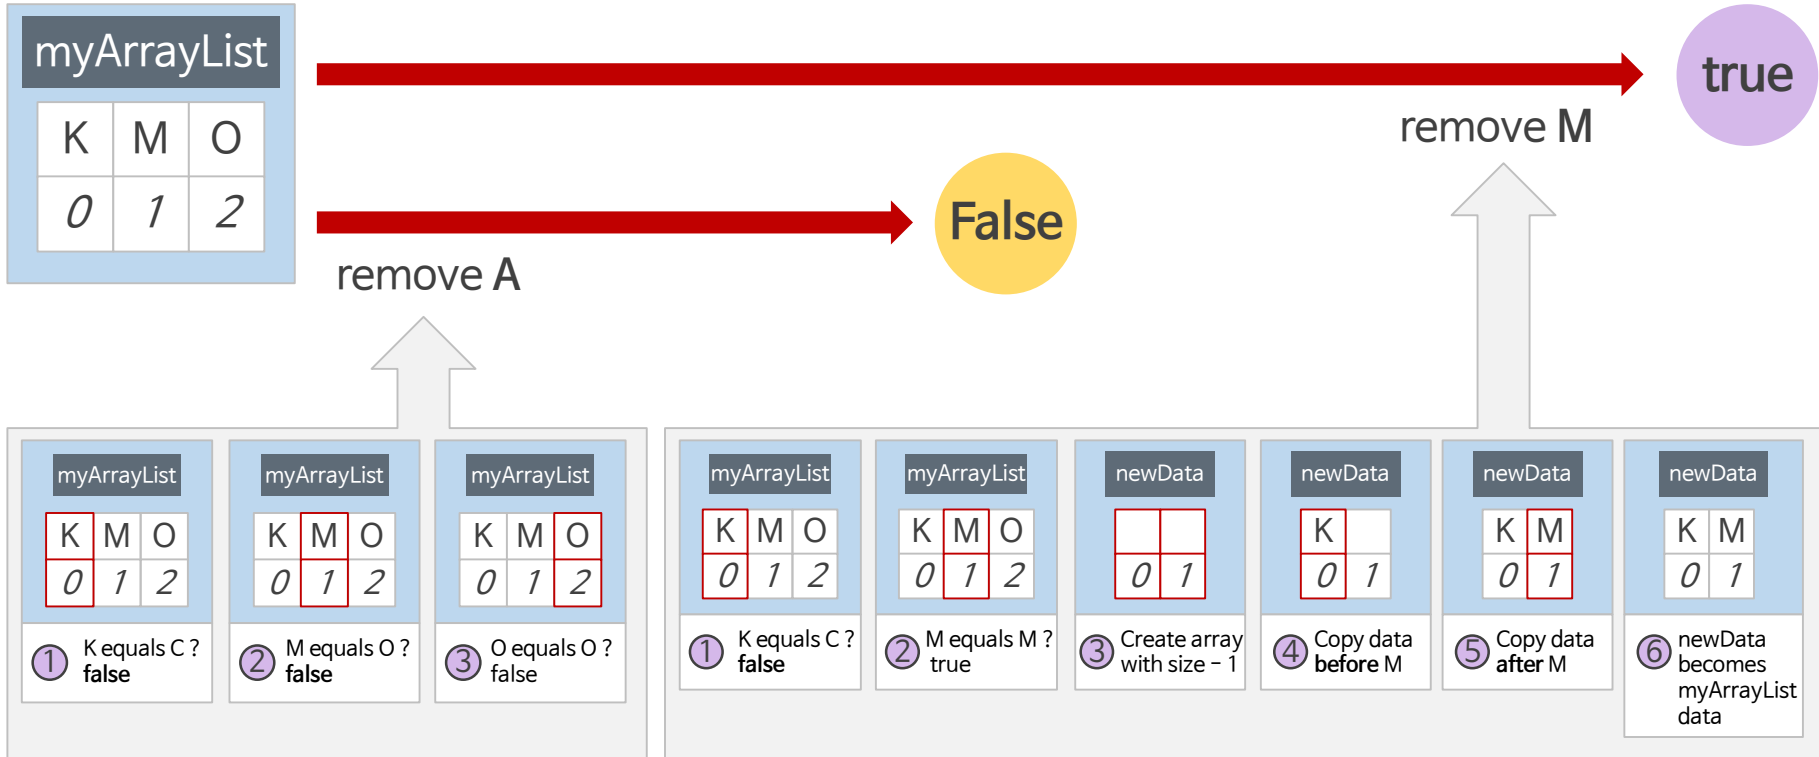 myArrayList
K M O
0 1 2
true
remove M
False
remove A
myArrayList
K M O
0 1 2
1 K equals C ?
false
myArrayList
K M O
0 1 2
2 M equals O ?
false
myArrayList
K M O
0 1 2
3 O equals O ?
false
myArrayList
K M O
0 1 2
1 K equals C ?
false
myArrayList
K M O
0 1 2
2 M equals M ?
true
newData
0 1
3 Create array
with size - 1
newData
K
0 1
4 Copy data
before M
newData
K M
0 1
5 Copy data
after M
newData
K M
0 1
6 newData
becomes
myArrayList
data